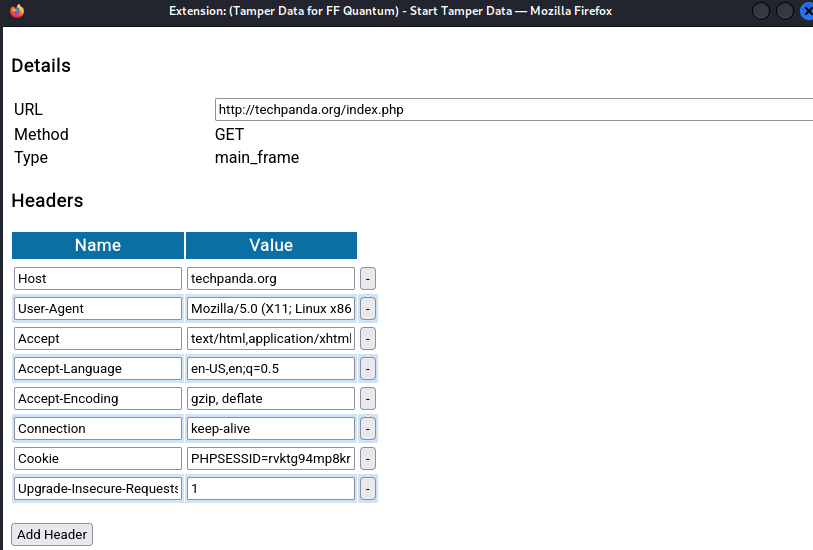 Extension: (Tamper Data for FF Quantum) - Start Tamper Data — Mozilla Firefox
Details
URL http://techpanda.org/index.php
Method GET
Type main_frame
Headers
Name Value
Host techpanda.org -
User-Agent Mozilla/5.0 (X11; Linux x86 -
Accept text/html,application/xhtml -
Accept-Language en-US,en;q=0.5 -
Accept-Encoding gzip, deflate -
Connection keep-alive -
Cookie PHPSESSID=rvktg94mp8kr -
Upgrade-Insecure-Requests 1 -
Add Header